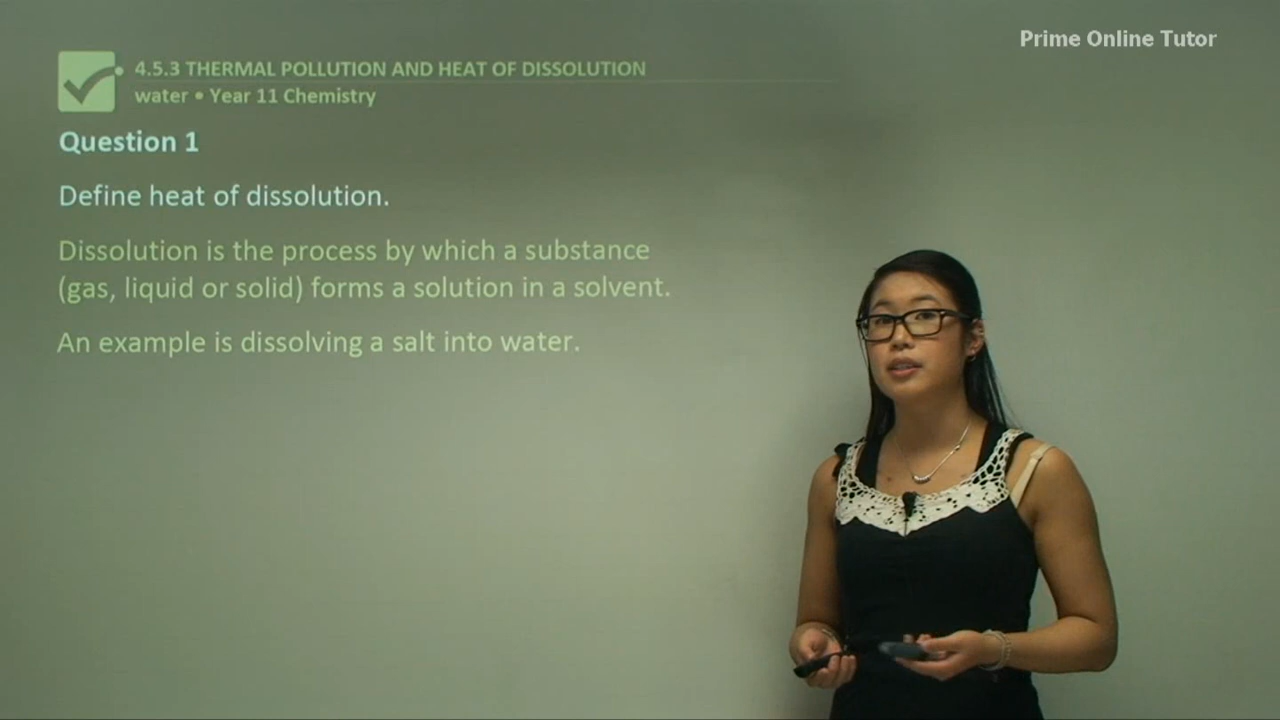 Prime Online Tutor
4.5.3 THERMAL POLLUTION AND HEAT OF DISSOLUTION
water • Year 11 Chemistry
Question 1
Define heat of dissolution.
Dissolution is the process by which a substance
(gas, liquid or solid) forms a solution in a solvent.
An example is dissolving a salt into water.